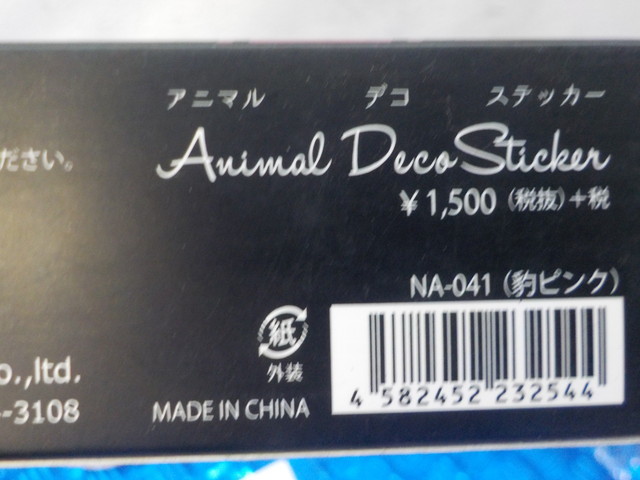 アニマル デコ ステッカー
ださい。
Animal Deco Sticker
¥1,500（税抜）+税
NA-041（豹ピンク）
紙
外装
o.,ltd.
-3108
MADE IN CHINA
4 582452 232544